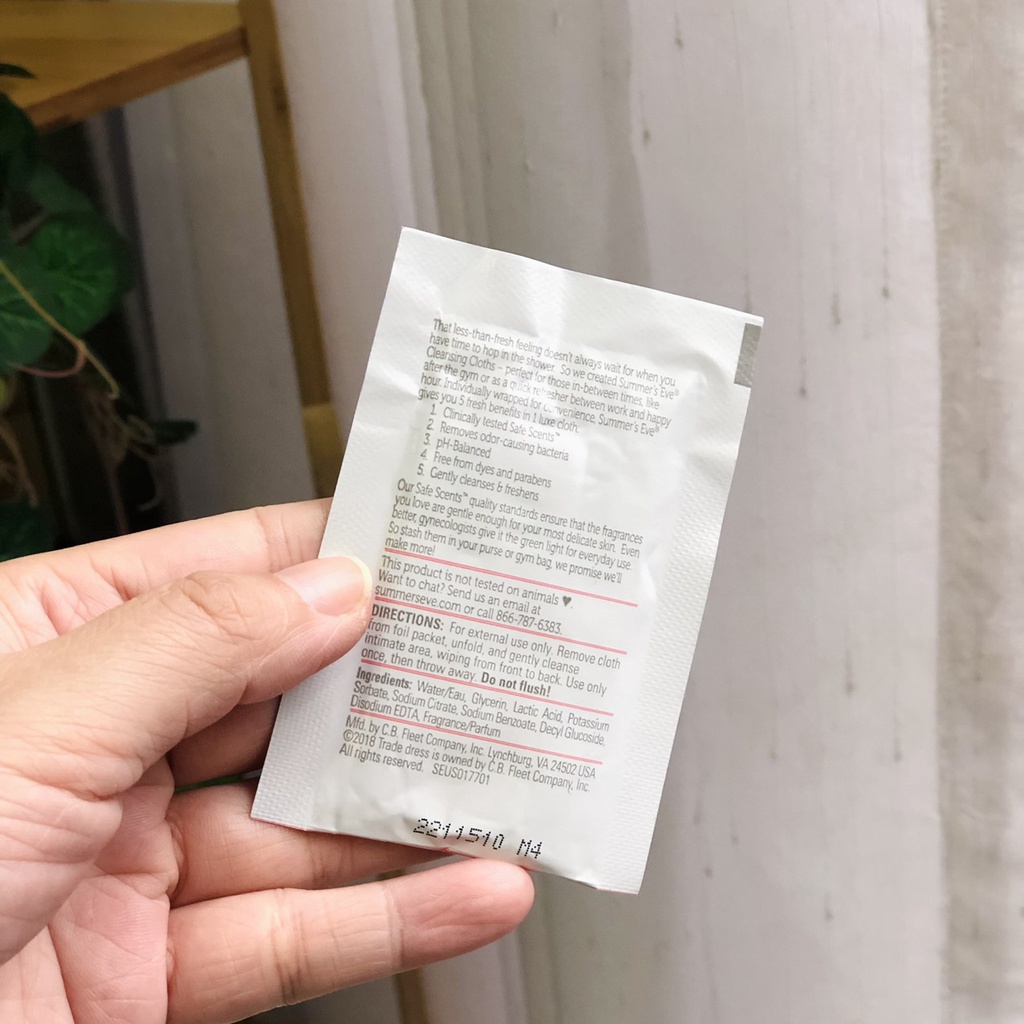 That less-than-fresh feeling doesn't always wait for when you
have time to hop in the shower. So we created Summer's Eve®
Cleansing Cloths – perfect for those in-between times, like
after the gym or as a quick refresher between work and happy
hour. Individually wrapped for convenience, Summer's Eve®
gives you 5 fresh benefits in 1 luxe cloth:
1. Clinically tested Safe Scents™
2. Removes odor-causing bacteria
3. pH-Balanced
4. Free from dyes and parabens
5. Gently cleanses & freshens
Our Safe Scents™ quality standards ensure that the fragrances
you love are gentle enough for your most delicate skin. Even
better, gynecologists give it the green light for everyday use.
So stash them in your purse or gym bag, we promise we'll
make more!
This product is not tested on animals ♥.
Want to chat? Send us an email at
summerseve.com or call 866-787-6383.
DIRECTIONS: For external use only. Remove cloth
from foil packet, unfold, and gently cleanse
intimate area, wiping from front to back. Use only
once, then throw away. Do not flush!
Ingredients: Water/Eau, Glycerin, Lactic Acid, Potassium
Sorbate, Sodium Citrate, Sodium Benzoate, Decyl Glucoside,
Disodium EDTA, Fragrance/Parfum
Mfd. by C.B. Fleet Company, Inc. Lynchburg, VA 24502 USA
©2018 Trade dress is owned by C.B. Fleet Company, Inc.
All rights reserved. SEUS017701
2211510 M4